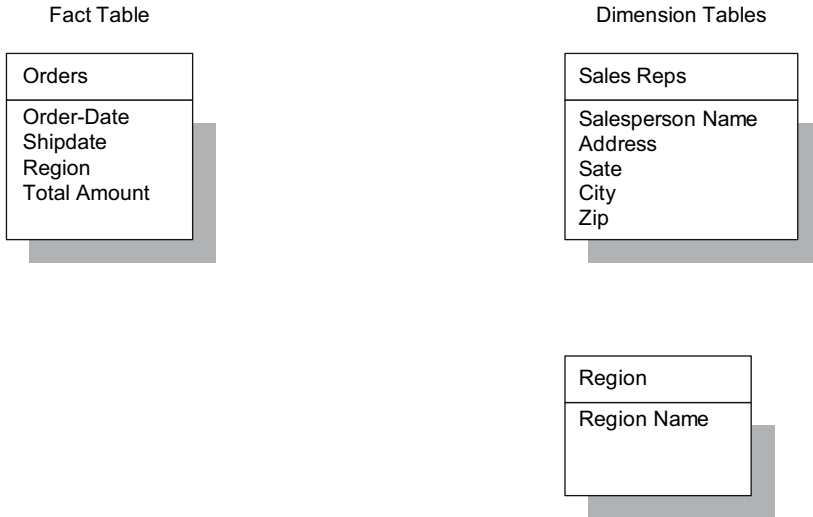 Fact Table
Orders
Order-Date
Shipdate
Region
Total Amount
Dimension Tables
Sales Reps
Salesperson Name
Address
Sate
City
Zip
Region
Region Name